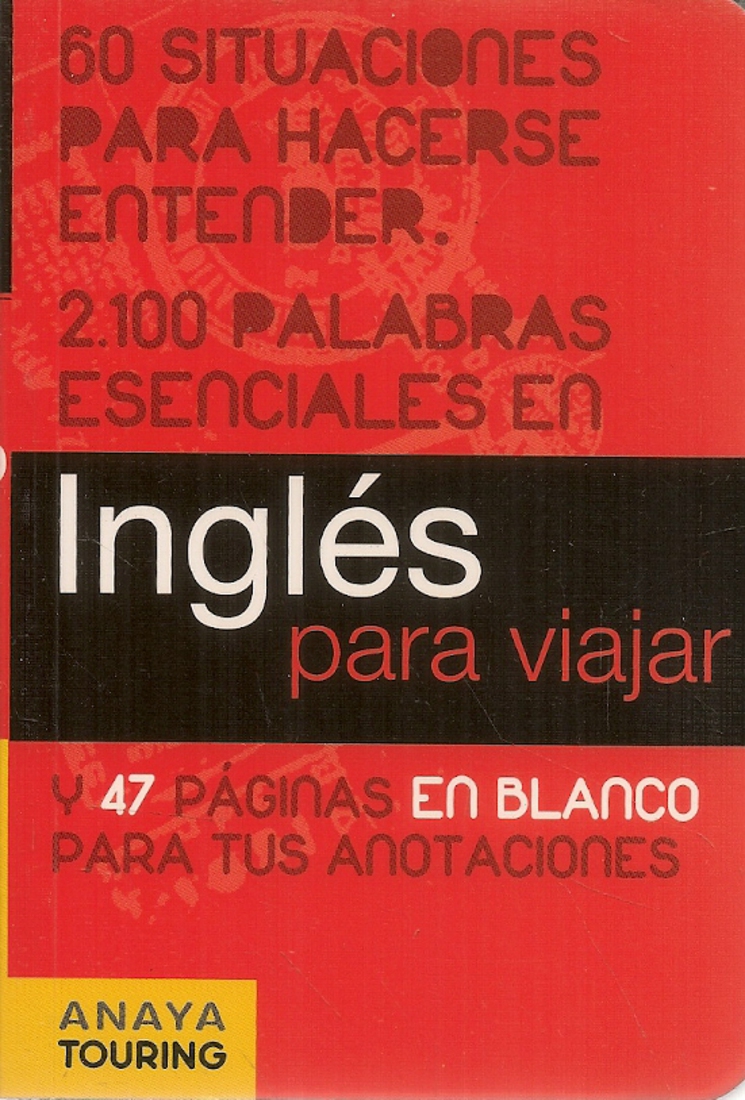 60 SITUACIONES
PARA HACERSE
ENTENDER.
2.100 PALABRAS
ESENCIALES EN
Inglés
para viajar
Y 47 PÁGINAS EN BLANCO
PARA TUS ANOTACIONES
ANAYA
TOURING